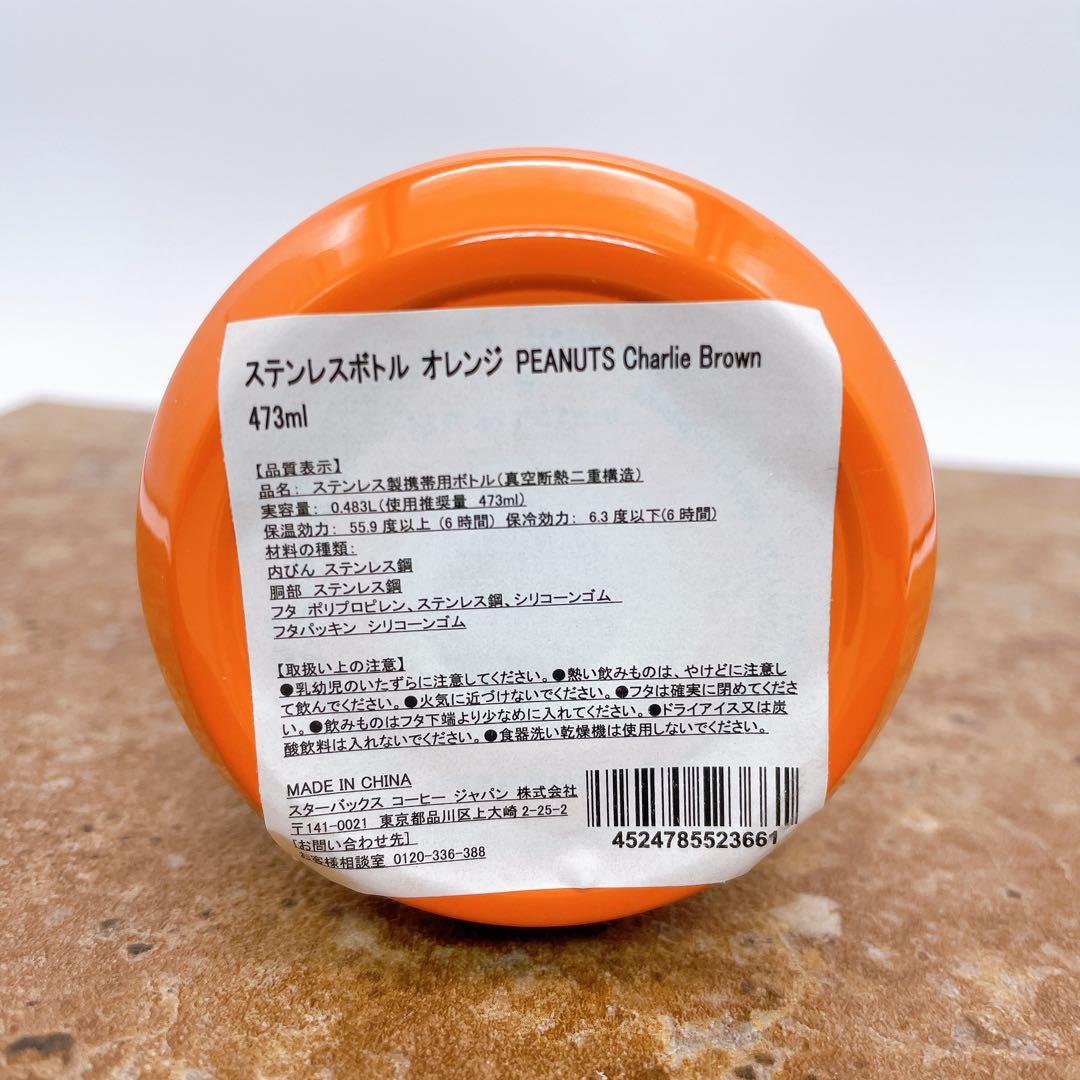 ステンレスボトル オレンジ PEANUTS Charlie Brown
473ml
【品質表示】
品名： ステンレス製携帯用ボトル(真空断熱二重構造)
実容量： 0.483L(使用推奨量 473ml)
保温効力： 55.9 度以上 (6 時間) 保冷効力： 6.3 度以下(6 時間)
材料の種類：
内びん ステンレス鋼
胴部 ステンレス鋼
フタ ポリプロピレン、ステンレス鋼、シリコーンゴム
フタパッキン シリコーンゴム
【取扱い上の注意】
●乳幼児のいたずらに注意してください。●熱い飲みものは、やけどに注意し
て飲んでください。●火気に近づけないでください。●フタは確実に閉めてくださ
い。●飲みものはフタ下端より少なめに入れてください。●ドライアイス又は炭
酸飲料は入れないでください。●食器洗い乾燥機は使用しないでください。
MADE IN CHINA
スターバックス コーヒー ジャパン 株式会社
〒141-0021 東京都品川区上大崎 2-25-2
[お問い合わせ先]
お客様相談室 0120-336-388
4524785523661